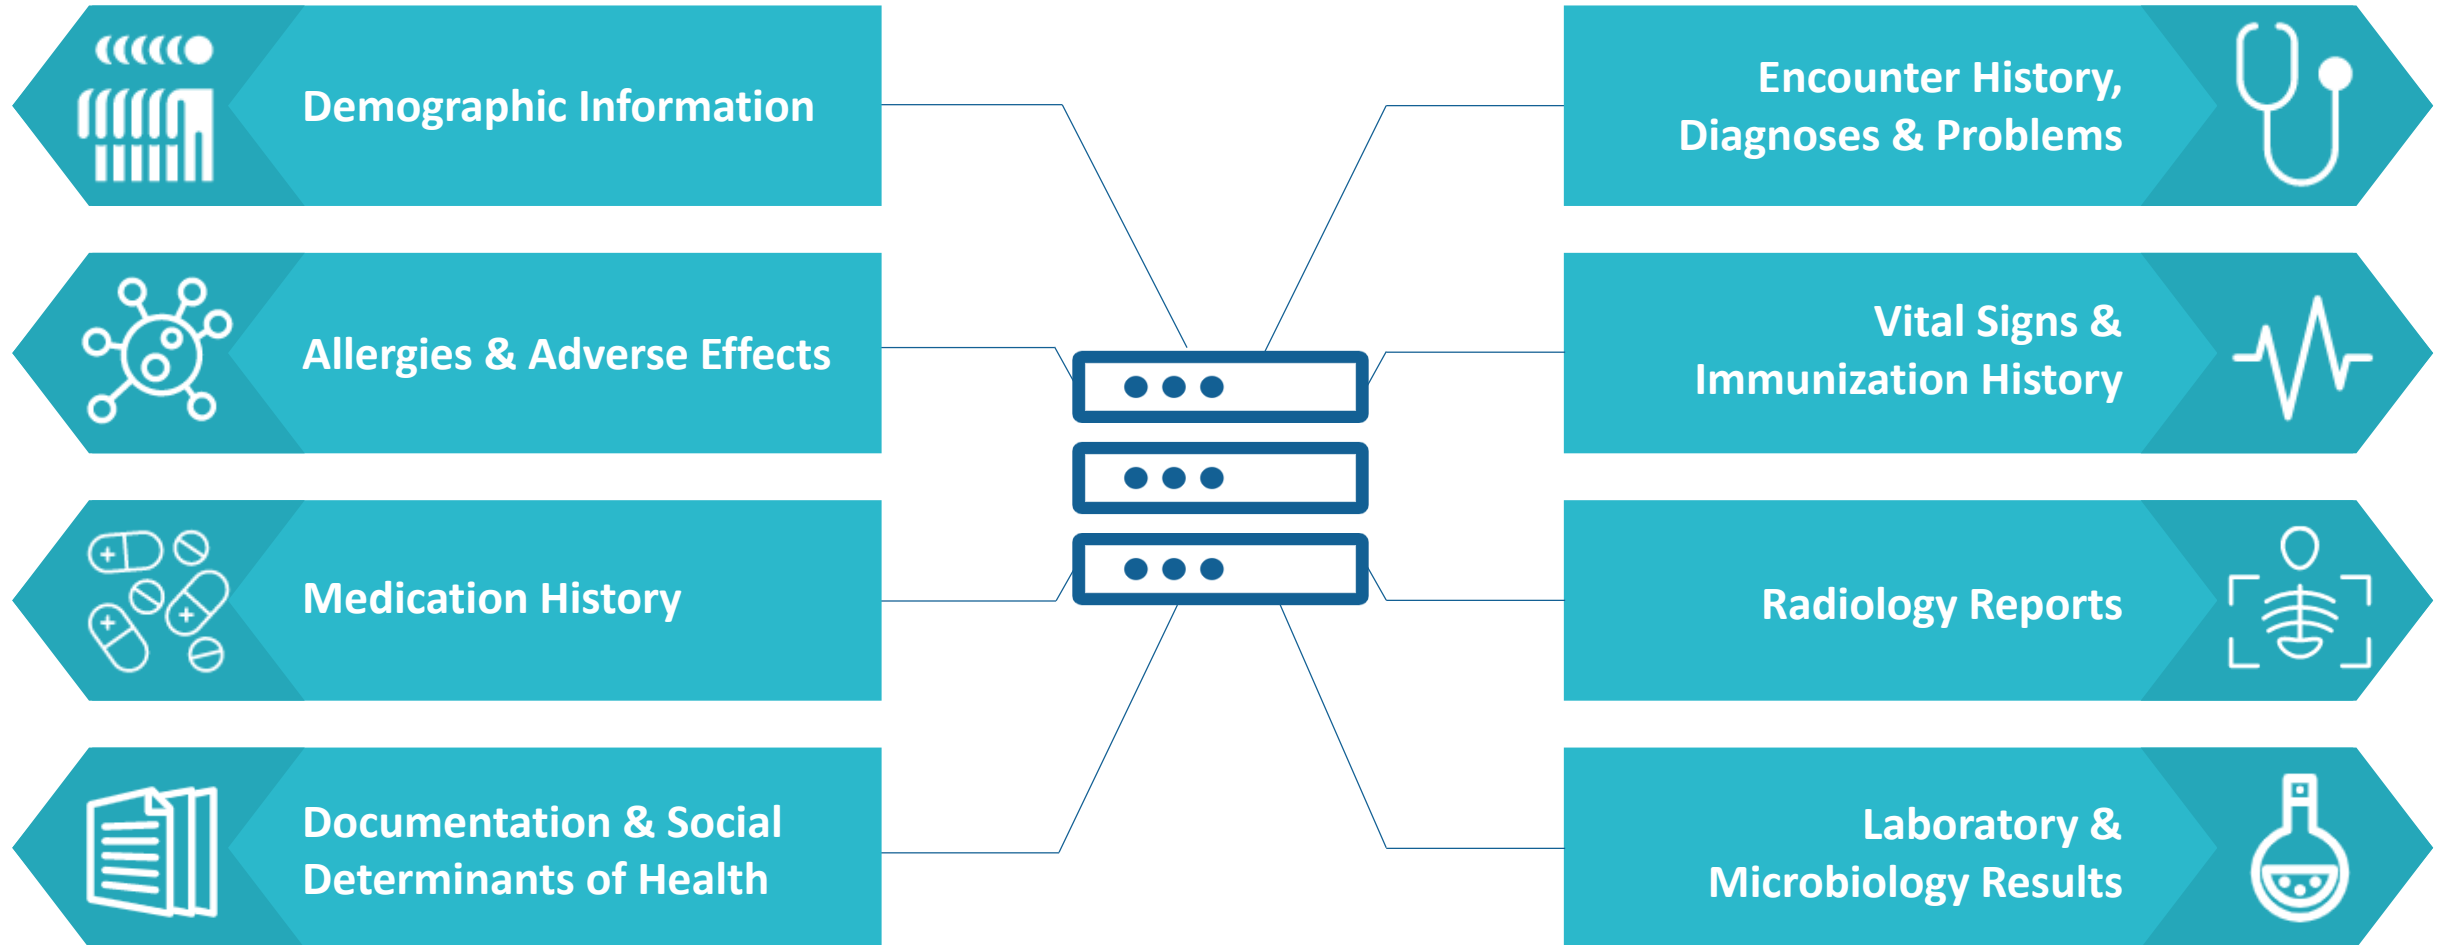 Demographic Information
Allergies & Adverse Effects
Medication History
Documentation & Social
Determinants of Health
Encounter History,
Diagnoses & Problems
Vital Signs &
Immunization History
Radiology Reports
Laboratory &
Microbiology Results